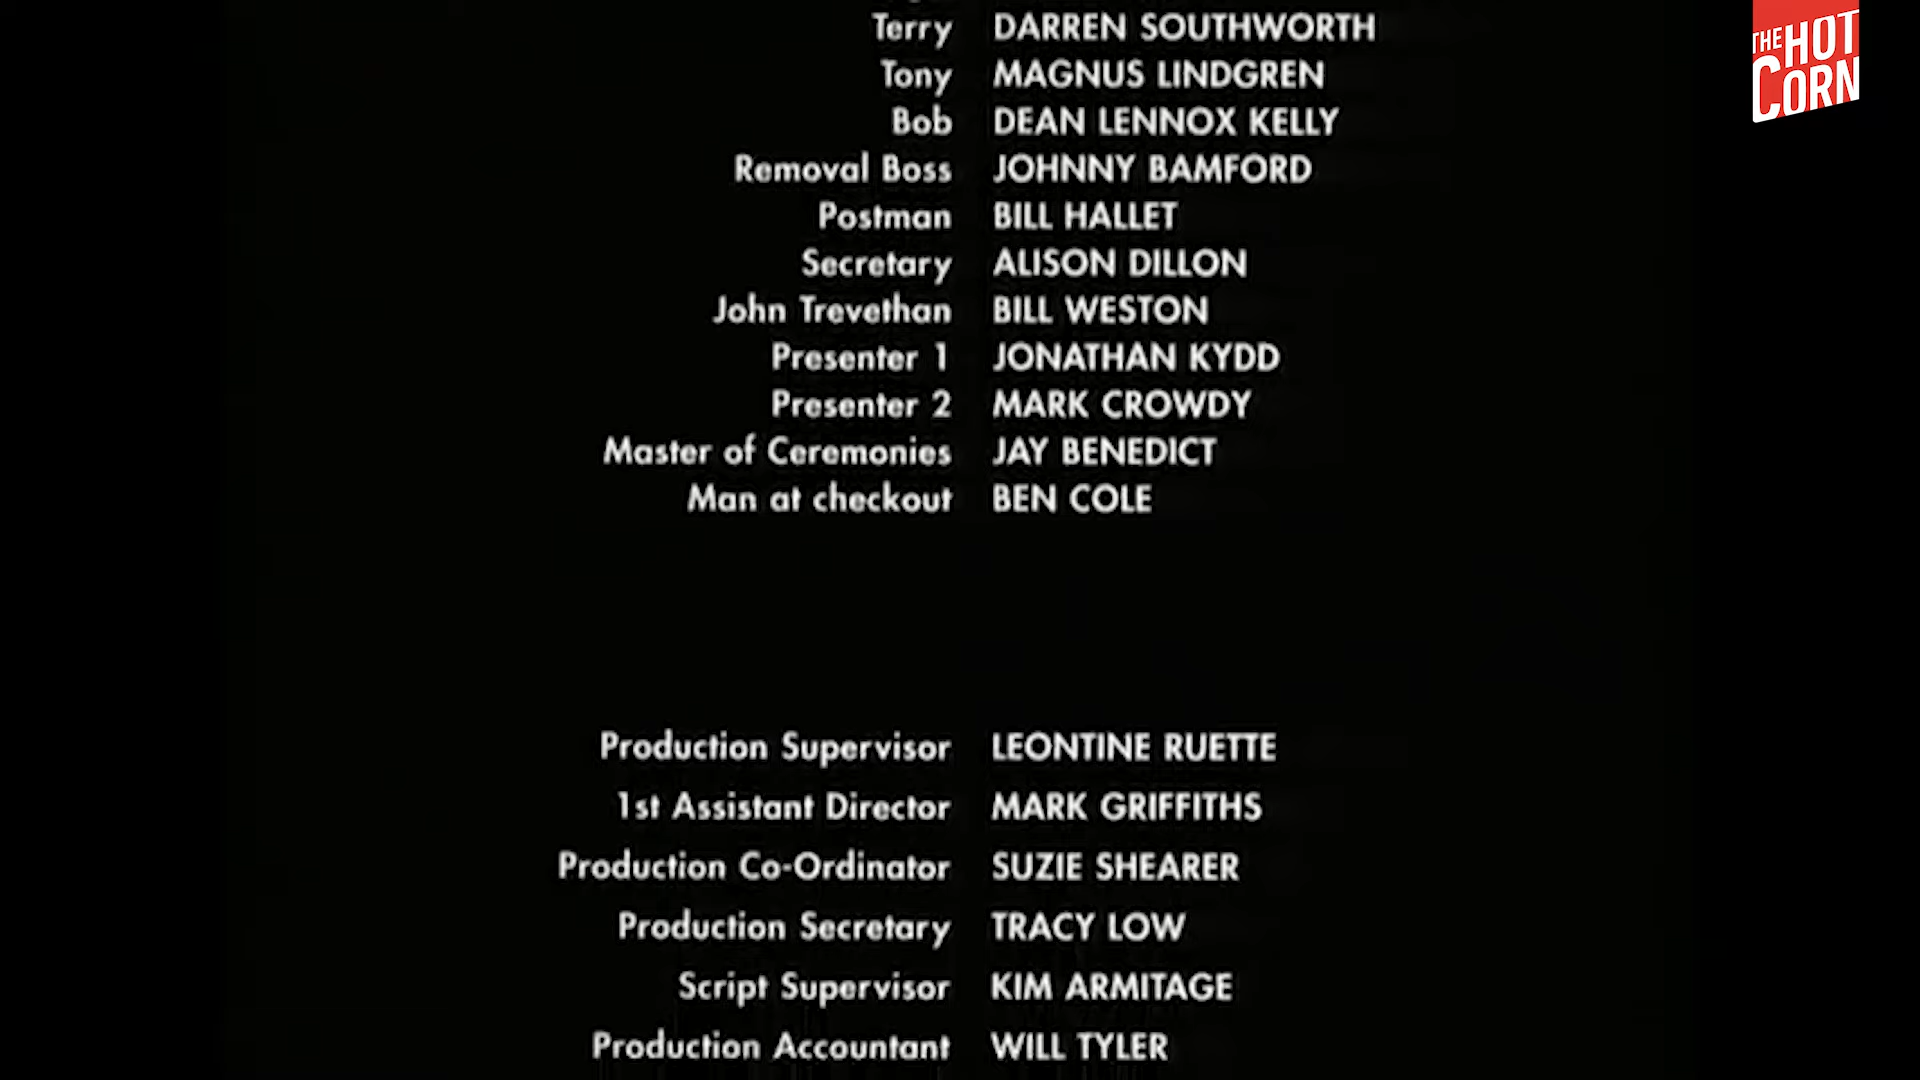 Terry DARREN SOUTHWORTH
Tony MAGNUS LINDGREN
Bob DEAN LENNOX KELLY
Removal Boss JOHNNY BAMFORD
Postman BILL HALLET
Secretary ALISON DILLON
John Trevethan BILL WESTON
Presenter 1 JONATHAN KYDD
Presenter 2 MARK CROWDY
Master of Ceremonies JAY BENEDICT
Man at checkout BEN COLE
Production Supervisor LEONTINE RUETTE
1st Assistant Director MARK GRIFFITHS
Production Co-Ordinator SUZIE SHEARER
Production Secretary TRACY LOW
Script Supervisor KIM ARMITAGE
Production Accountant WILL TYLER
THE HOT
CORN